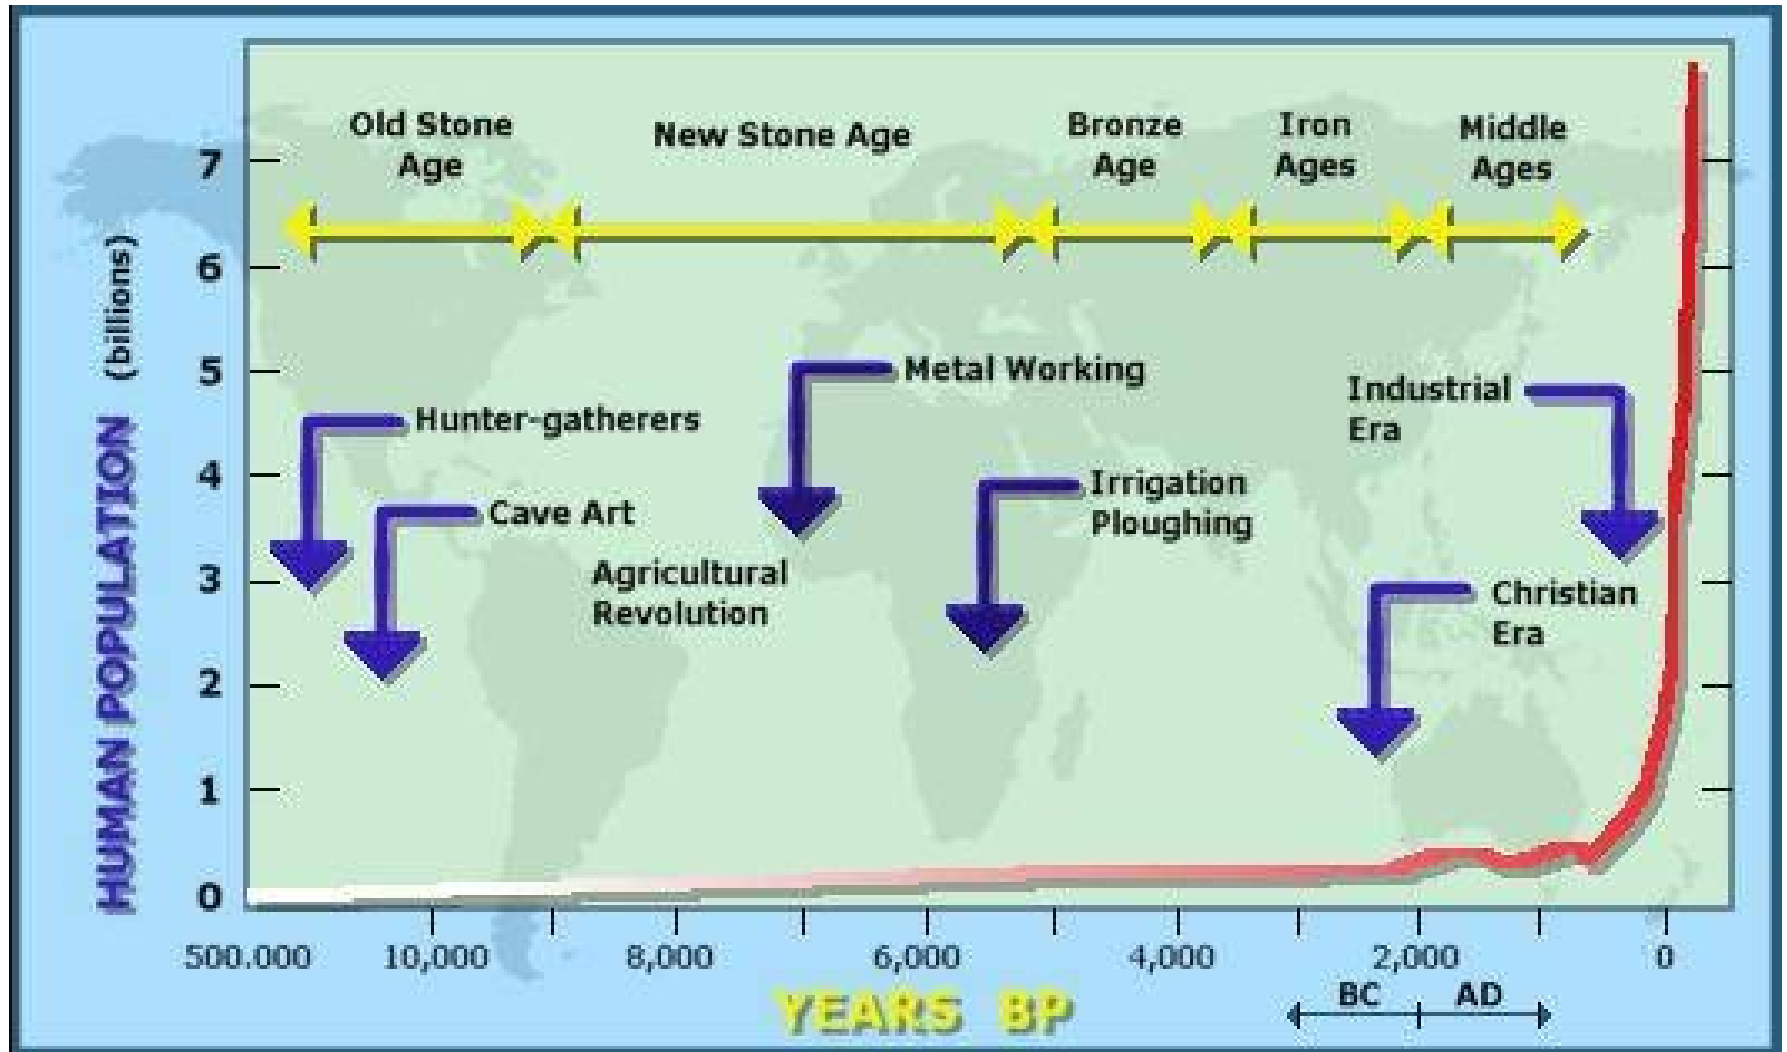 Old Stone
Age
New Stone Age
Bronze
Age
Iron
Ages
Middle
Ages
7
6
5
4
3
2
1
0
HUMAN POPULATION (billions)
Metal Working
Industrial
Era
Hunter-gatherers
Irrigation
Ploughing
Cave Art
Agricultural
Revolution
Christian
Era
500.000 10,000 8,000 6,000 4,000 2,000 0
BC AD
YEARS BP